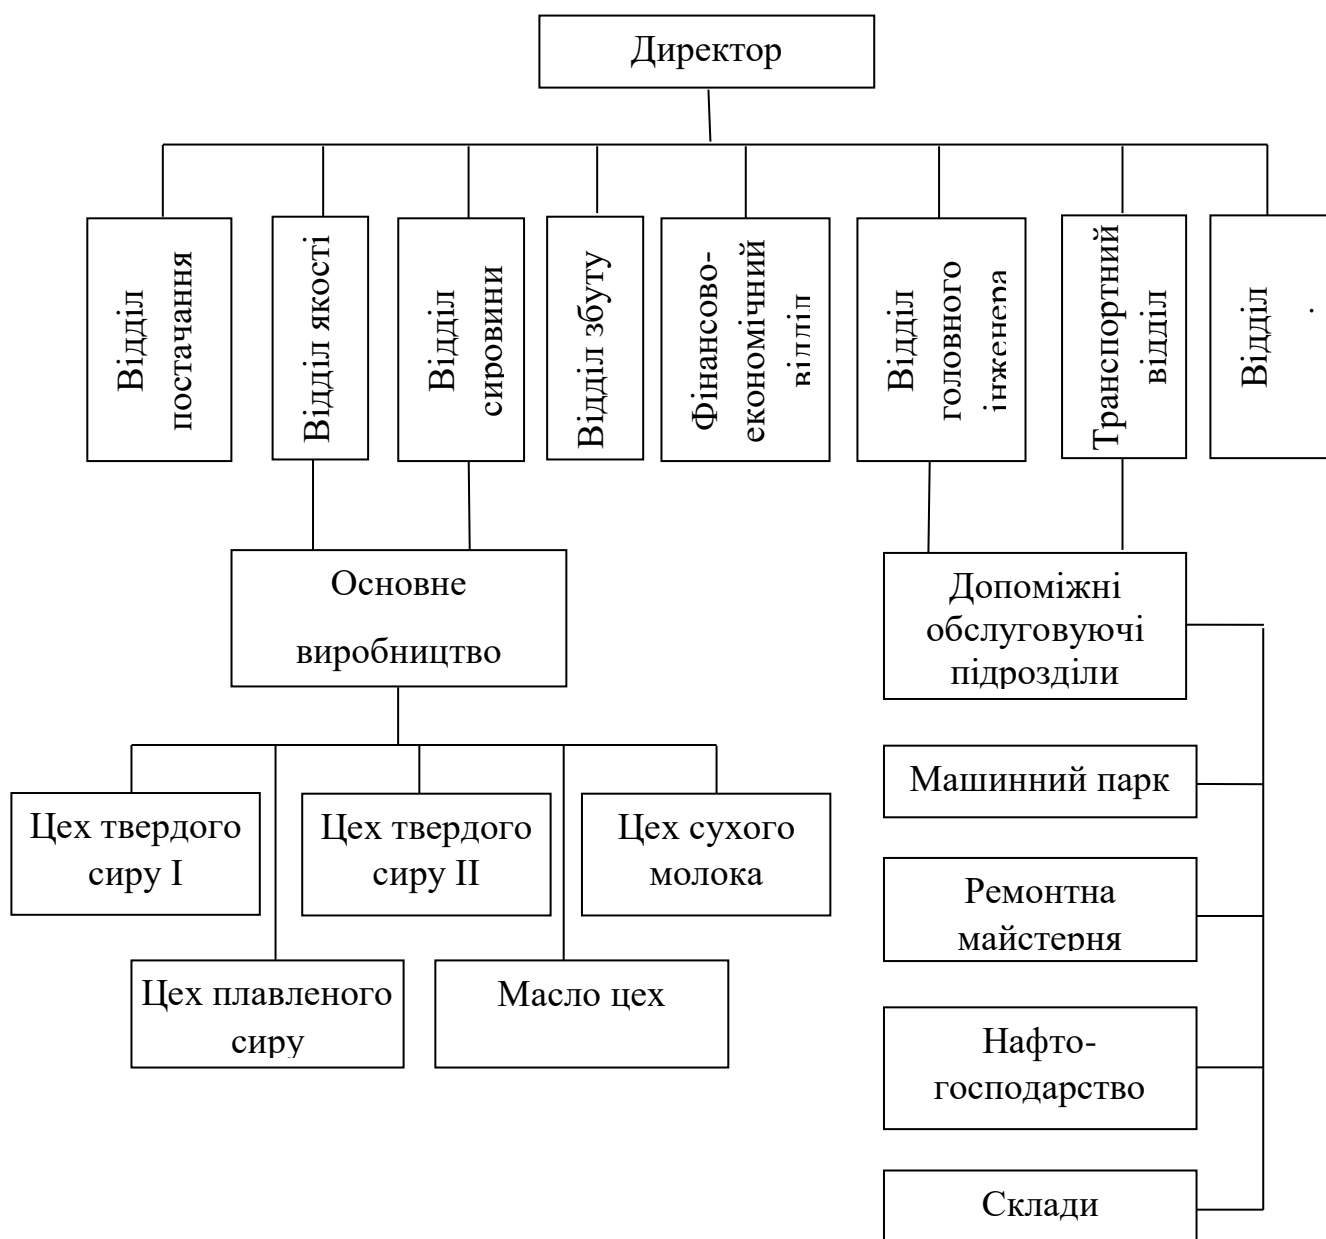 Директор
Відділ
постачання
Відділ якості
Відділ
сировини
Відділ збуту
Фінансово-
економічний
відділ
Відділ
головного
інженера
Транспортний
відділ
Відділ
Основне
виробництво
Допоміжні
обслуговуючі
підрозділи
Цех твердого
сиру I
Цех твердого
сиру II
Цех сухого
молока
Цех плавленого
сиру
Масло цех
Машинний парк
Ремонтна
майстерня
Нафто-
господарство
Склади